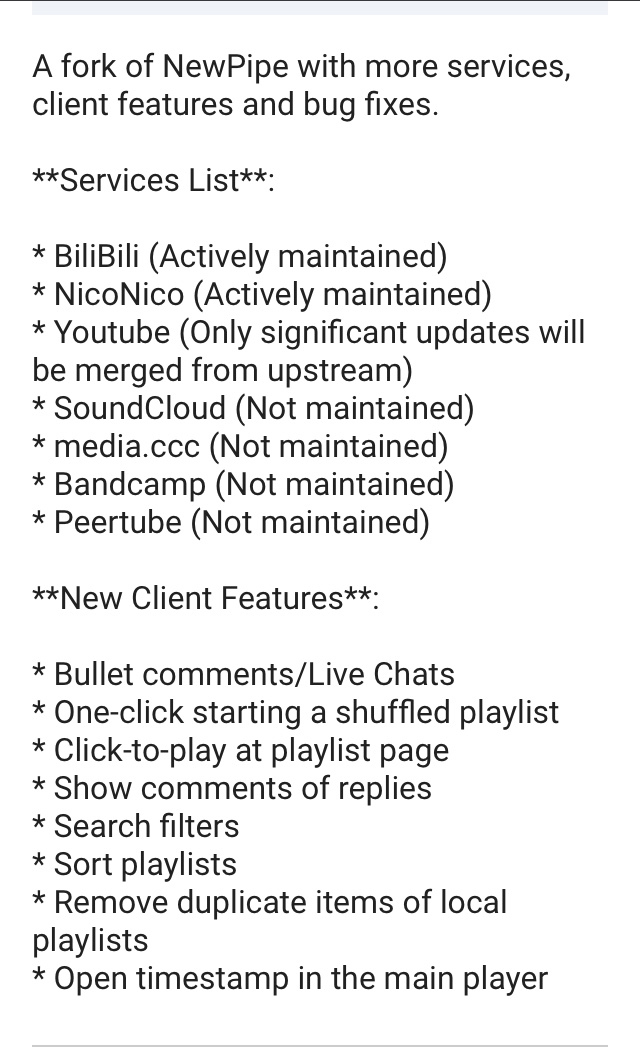 A fork of NewPipe with more services,
client features and bug fixes.
**Services List**:
* BiliBili (Actively maintained)
* NicoNico (Actively maintained)
* Youtube (Only significant updates will
be merged from upstream)
* SoundCloud (Not maintained)
* media.ccc (Not maintained)
* Bandcamp (Not maintained)
* Peertube (Not maintained)
**New Client Features**:
* Bullet comments/Live Chats
* One-click starting a shuffled playlist
* Click-to-play at playlist page
* Show comments of replies
* Search filters
* Sort playlists
* Remove duplicate items of local
playlists
* Open timestamp in the main player